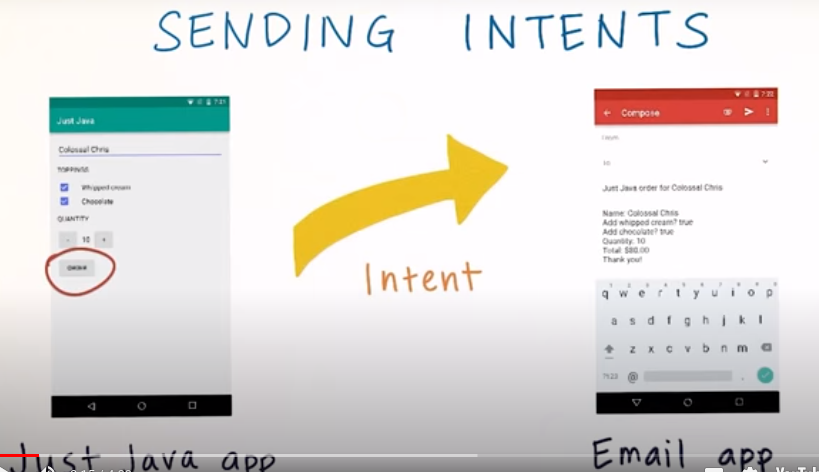 SENDING INTENTS
7:21
Just Java
Colossal Chris
TOPPINGS
Whipped cream
Chocolate
QUANTITY
- 10 +
ORDER
Just Java app
Intent
7:22
Compose
From
To
Just Java order for Colossal Chris
Name: Colossal Chris
Add whipped cream? true
Add chocolate? true
Quantity: 10
Total: $80.00
Thank you!
q w e r t y u i o p
a s d f g h j k l
z x c v b n m
?123 @ .
Email app